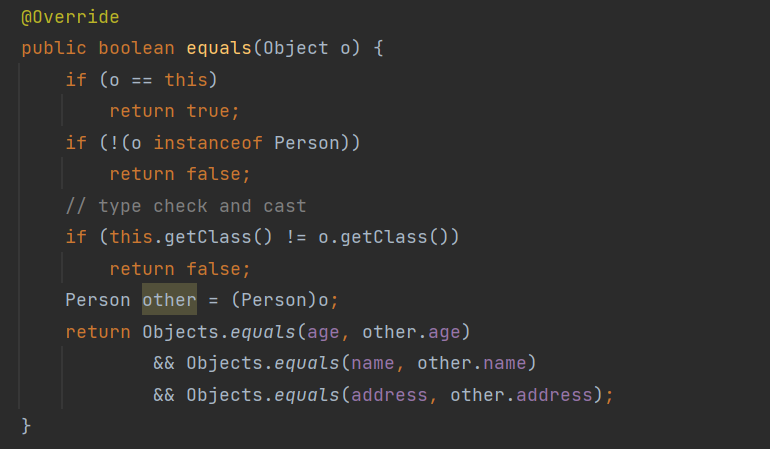 @Override
public boolean equals(Object o) {
    if (o == this)
        return true;
    if (!(o instanceof Person))
        return false;
    // type check and cast
    if (this.getClass() != o.getClass())
        return false;
    Person other = (Person)o;
    return Objects.equals(age, other.age)
            && Objects.equals(name, other.name)
            && Objects.equals(address, other.address);
}